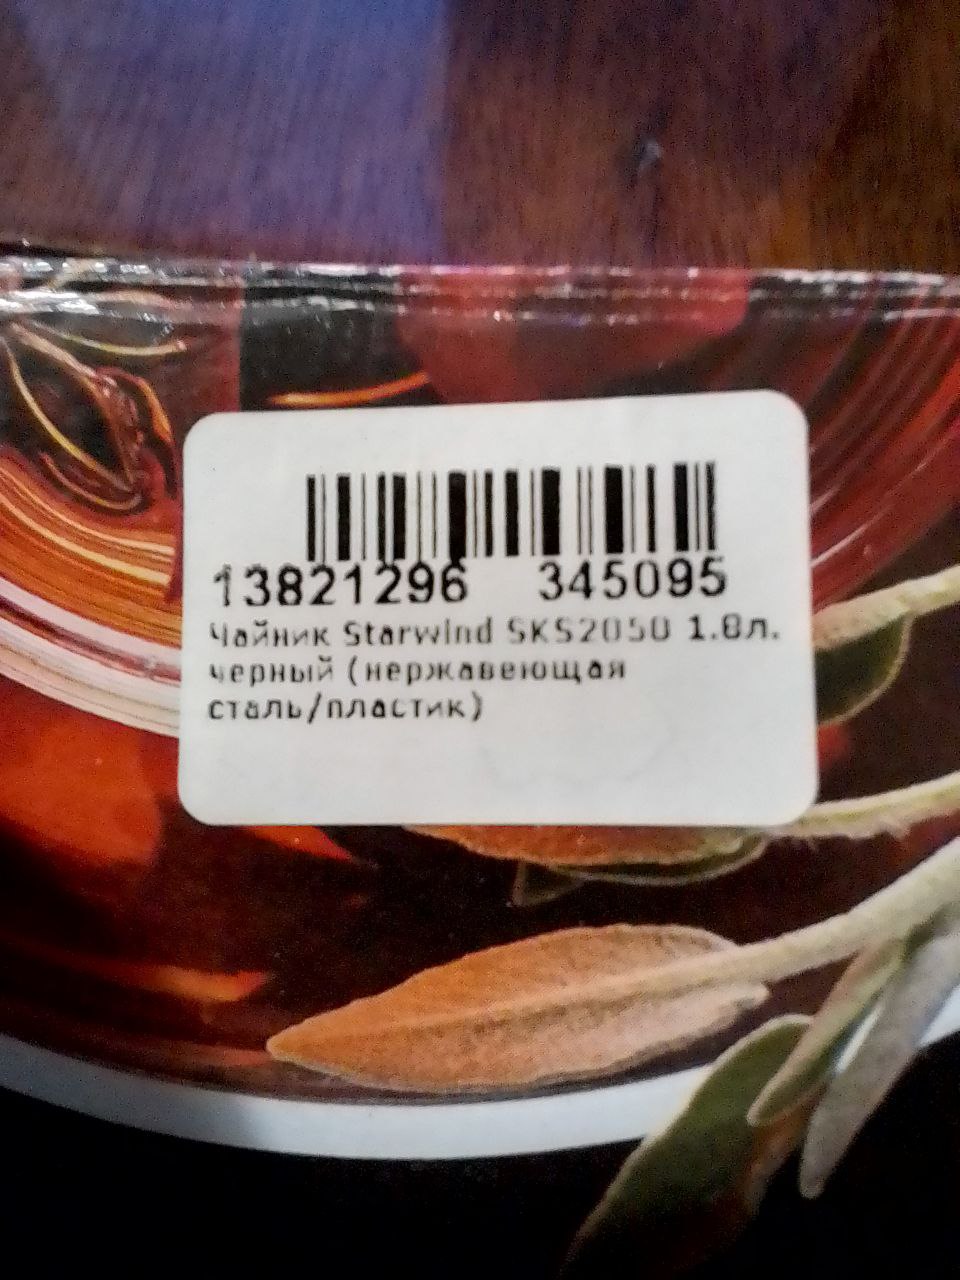 13821296 345095
Чайник Starwind SKS2050 1.8л.
черный (нержавеющая
сталь/пластик)